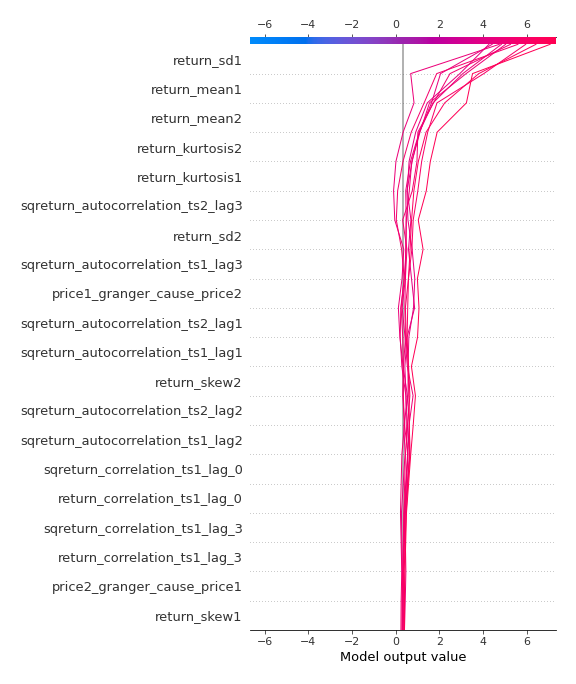 −6 −4 −2 0 2 4 6
return_sd1
return_mean1
return_mean2
return_kurtosis2
return_kurtosis1
sqreturn_autocorrelation_ts2_lag3
return_sd2
sqreturn_autocorrelation_ts1_lag3
price1_granger_cause_price2
sqreturn_autocorrelation_ts2_lag1
sqreturn_autocorrelation_ts1_lag1
return_skew2
sqreturn_autocorrelation_ts2_lag2
sqreturn_autocorrelation_ts1_lag2
sqreturn_correlation_ts1_lag_0
return_correlation_ts1_lag_0
sqreturn_correlation_ts1_lag_3
return_correlation_ts1_lag_3
price2_granger_cause_price1
return_skew1
−6 −4 −2 0 2 4 6
Model output value